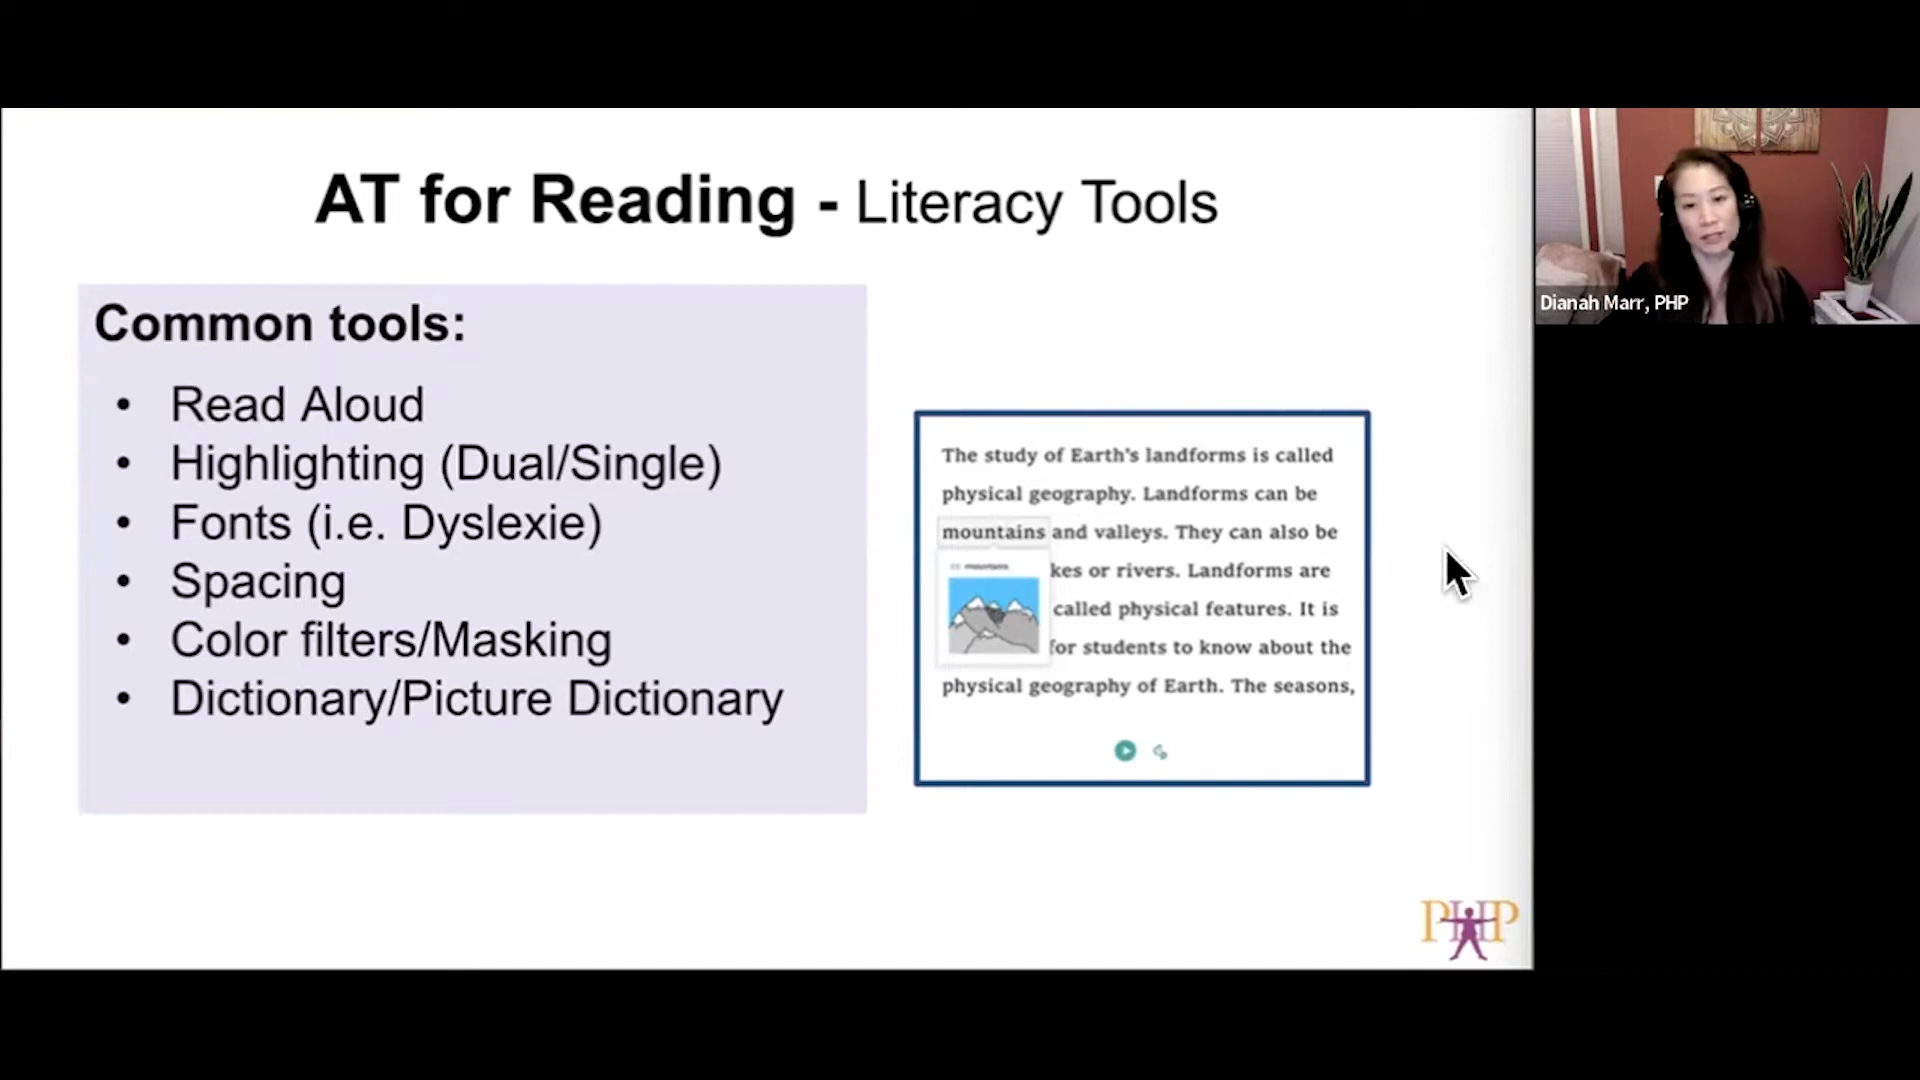 AT for Reading - Literacy Tools
Common tools:
• Read Aloud
• Highlighting (Dual/Single)
• Fonts (i.e. Dyslexie)
• Spacing
• Color filters/Masking
• Dictionary/Picture Dictionary
The study of Earth's landforms is called
physical geography. Landforms can be
mountains and valleys. They can also be
mountains
kes or rivers. Landforms are
called physical features. It is
for students to know about the
physical geography of Earth. The seasons,
PHP
Dianah Marr, PHP